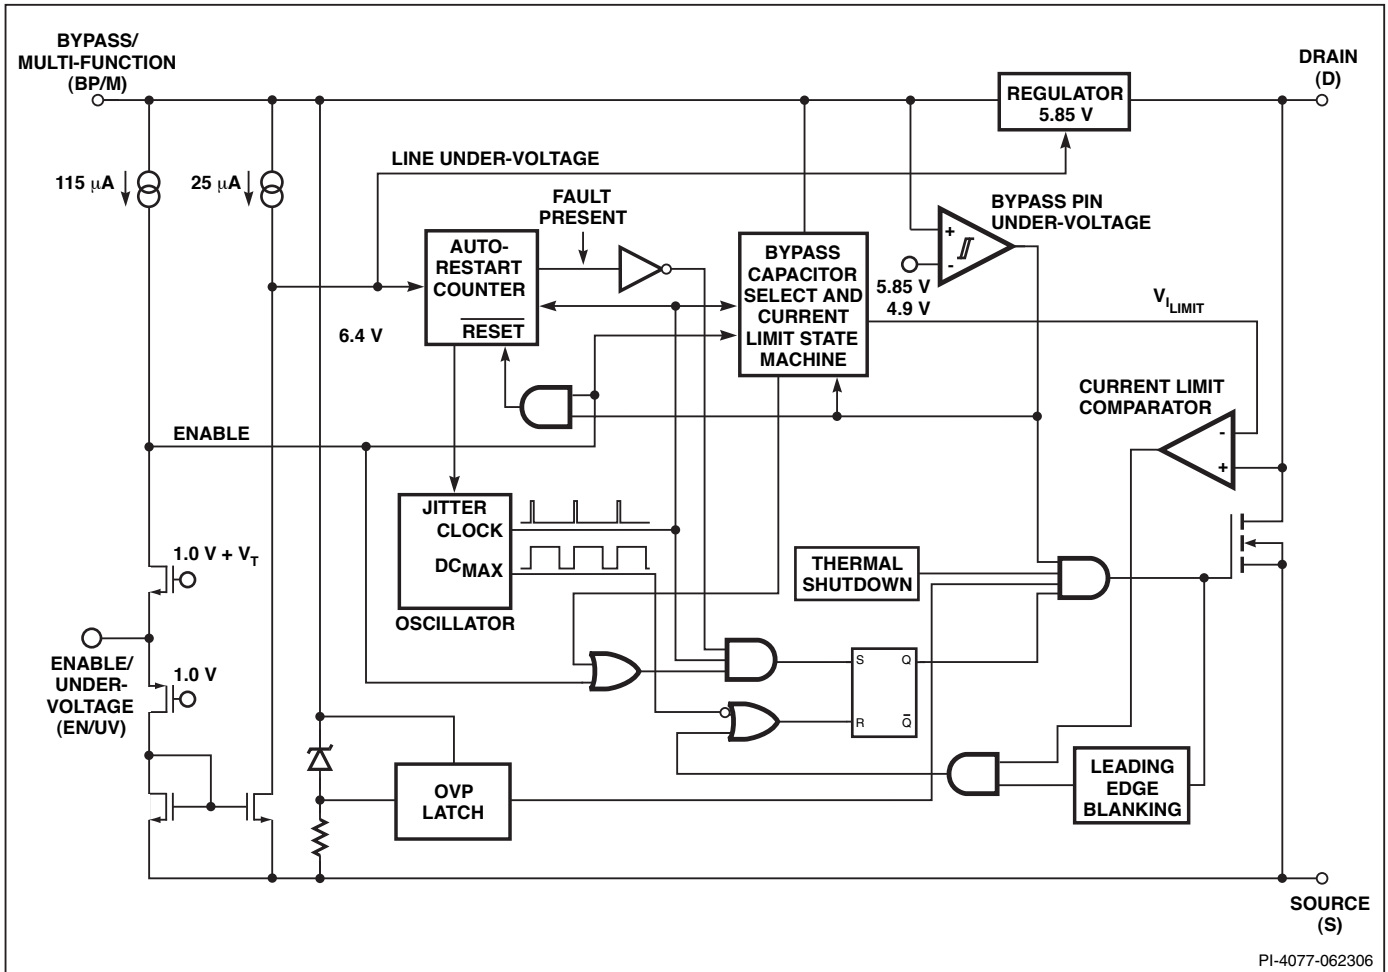 BYPASS/
MULTI-FUNCTION
(BP/M)
DRAIN
(D)
REGULATOR
5.85 V
LINE UNDER-VOLTAGE
115 μA
25 μA
FAULT
PRESENT
BYPASS PIN
UNDER-VOLTAGE
AUTO-
RESTART
COUNTER
RESET
BYPASS
CAPACITOR
SELECT AND
CURRENT
LIMIT STATE
MACHINE
+
-
5.85 V
4.9 V
VILIMIT
6.4 V
CURRENT LIMIT
COMPARATOR
-
+
ENABLE
JITTER
CLOCK
DCMAX
OSCILLATOR
1.0 V + VT
THERMAL
SHUTDOWN
ENABLE/
UNDER-
VOLTAGE
(EN/UV)
1.0 V
S
Q
R
Q̅
OVP
LATCH
LEADING
EDGE
BLANKING
SOURCE
(S)
PI-4077-062306